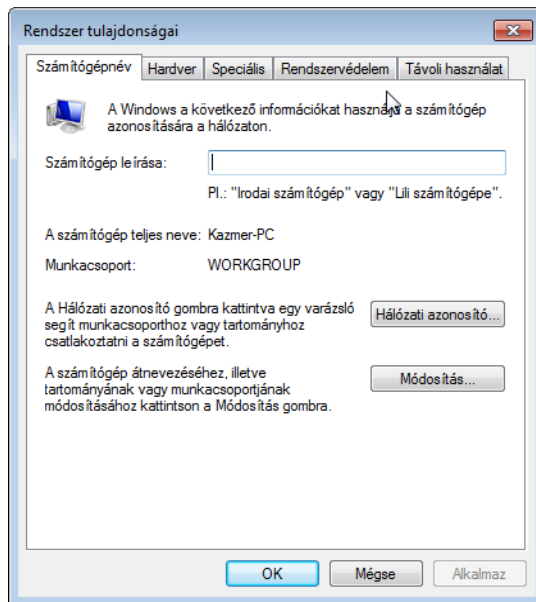 Rendszer tulajdonságai
Számítógépnév Hardver Speciális Rendszervédelem Távoli használat
A Windows a következő információkat használja a számítógép
azonosítására a hálózaton.
Számítógép leírása:
Pl.: "Irodai számítógép" vagy "Lili számítógépe".
A számítógép teljes neve: Kazmer-PC
Munkacsoport: WORKGROUP
A Hálózati azonosító gombra kattintva egy varázsló
segít munkacsoporthoz vagy tartományhoz
csatlakoztatni a számítógépet.
Hálózati azonosító...
A számítógép átnevezéséhez, illetve
tartományának vagy munkacsoportjának
módosításához kattintson a Módosítás gombra.
Módosítás...
OK Mégse Alkalmaz